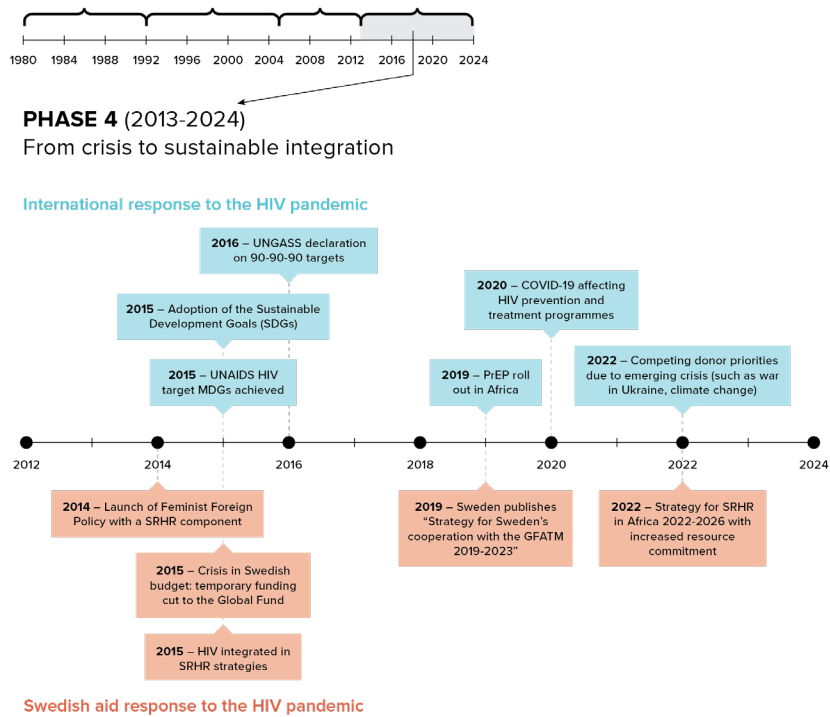 1980 1984 1988 1992 1996 2000 2004 2008 2012 2016 2020 2024
PHASE 4 (2013-2024)
From crisis to sustainable integration
International response to the HIV pandemic
2016 – UNGASS declaration
on 90-90-90 targets
2015 – Adoption of the Sustainable
Development Goals (SDGs)
2015 – UNAIDS HIV
target MDGs achieved
2020 – COVID-19 affecting
HIV prevention and
treatment programmes
2019 – PrEP roll
out in Africa
2022 – Competing donor priorities
due to emerging crisis (such as war
in Ukraine, climate change)
2012 2014 2016 2018 2020 2022 2024
2014 – Launch of Feminist Foreign
Policy with a SRHR component
2015 – Crisis in Swedish
budget: temporary funding
cut to the Global Fund
2015 – HIV integrated in
SRHR strategies
2019 – Sweden publishes
“Strategy for Sweden’s
cooperation with the GFATM
2019-2023”
2022 – Strategy for SRHR
in Africa 2022-2026 with
increased resource
commitment
Swedish aid response to the HIV pandemic